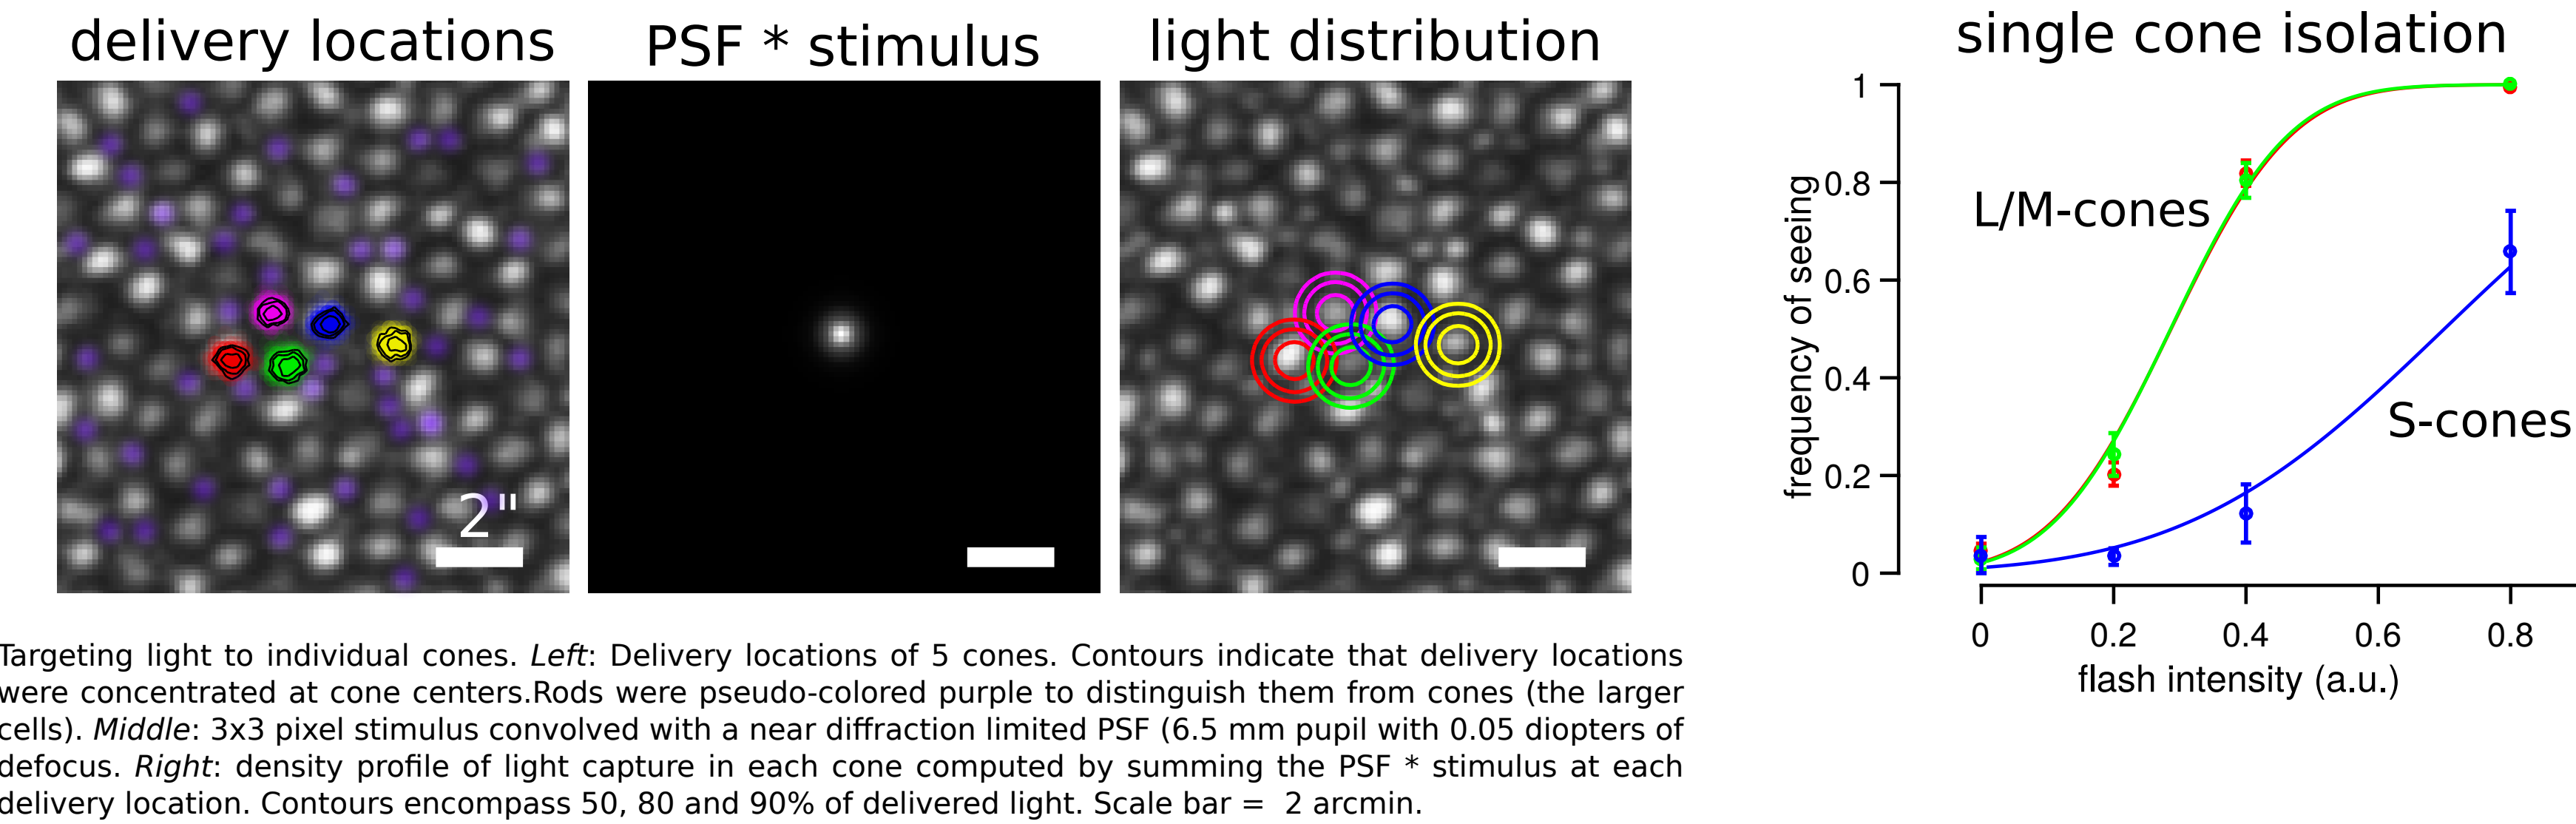 delivery locations
PSF * stimulus
light distribution
single cone isolation
2"
1
0.8
0.6
0.4
0.2
0
frequency of seeing
L/M-cones
S-cones
0 0.2 0.4 0.6 0.8
flash intensity (a.u.)
Targeting light to individual cones. Left: Delivery locations of 5 cones. Contours indicate that delivery locations
were concentrated at cone centers.Rods were pseudo-colored purple to distinguish them from cones (the larger
cells). Middle: 3x3 pixel stimulus convolved with a near diffraction limited PSF (6.5 mm pupil with 0.05 diopters of
defocus. Right: density profile of light capture in each cone computed by summing the PSF * stimulus at each
delivery location. Contours encompass 50, 80 and 90% of delivered light. Scale bar = 2 arcmin.